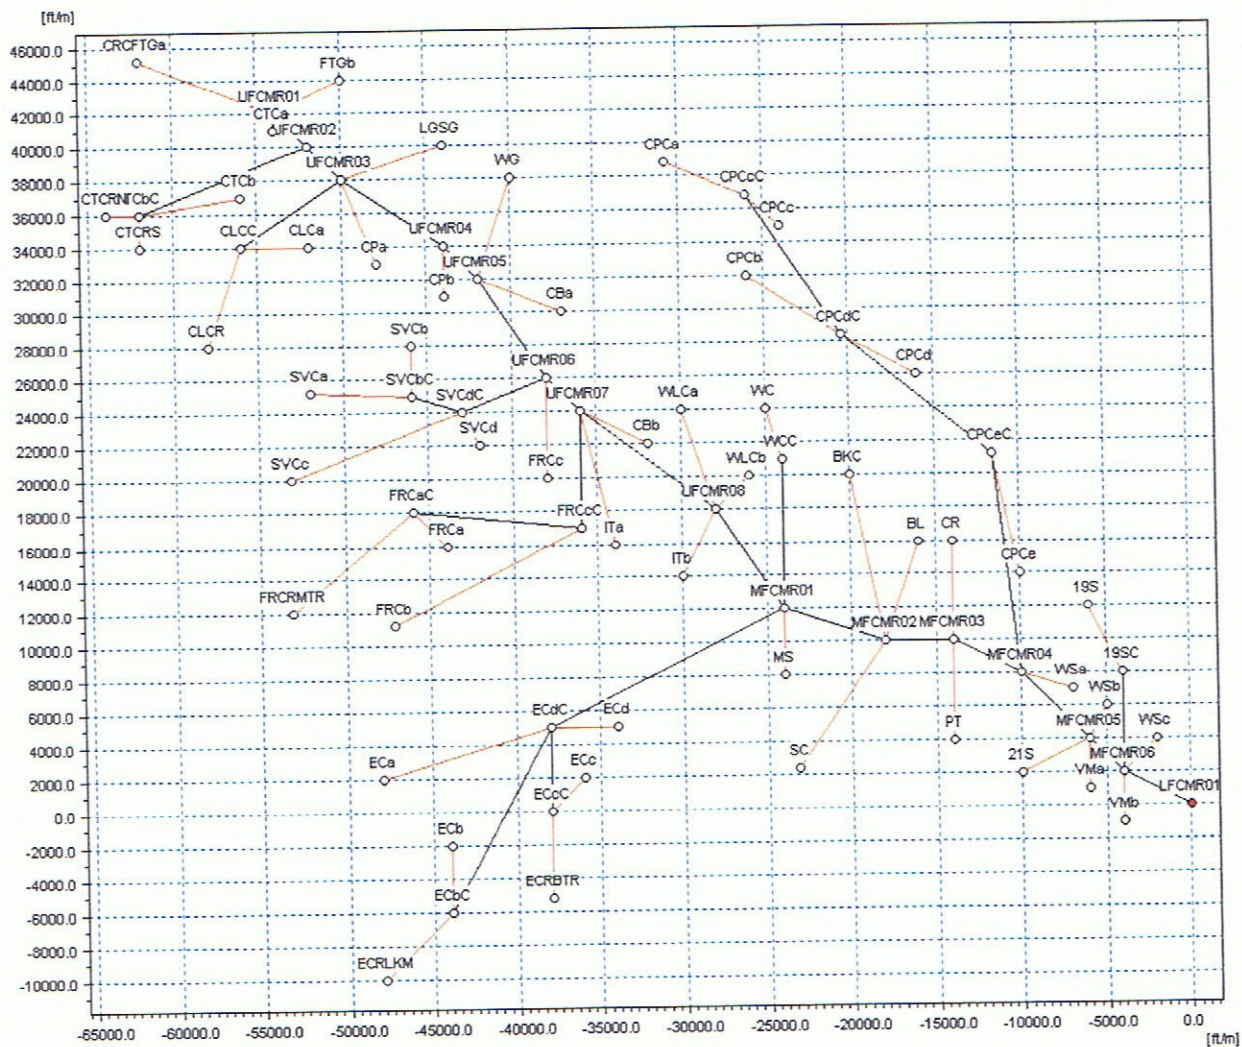 [ft/m]
46000.0
CRCFTGa
FTGb
44000.0
UFCMR01
42000.0
CTCa
UFCMR02
LGSG
40000.0
UFCMR03
WG
CPCa
38000.0
CTCb
CPCcC
CTCRN
TCbC
36000.0
CPCc
CTCRS
CLCC
CLCa
UFCMR04
34000.0
CPa
UFCMR05
CPCb
32000.0
CPb
CBa
30000.0
CPCdC
CLCR
SVCb
28000.0
UFCMR06
CPCd
26000.0
SVCa
SVCbC
SVCdC
UFCMR07
WLCa
WC
24000.0
SVCd
CBb
WCC
CPCeC
22000.0
SVCc
FRCc
WLCb
BKC
20000.0
FRCaC
UFCMR08
18000.0
FRCcC
FRCa
ITa
BL
CR
16000.0
ITb
CPCe
14000.0
FRCRMTR
FRCb
MFCMR01
19S
12000.0
MFCMR02
MFCMR03
10000.0
MS
MFCMR04
19SC
8000.0
WSa
WSb
ECdC
ECd
6000.0
PT
MFCMR05
WSc
4000.0
ECa
ECc
SC
21S
MFCMR06
2000.0
ECcC
VMa
LFCMR01
0.0
ECb
VMb
-2000.0
-4000.0
ECbC
ECRBTR
-6000.0
-8000.0
ECRLKM
-10000.0
-65000.0 -60000.0 -55000.0 -50000.0 -45000.0 -40000.0 -35000.0 -30000.0 -25000.0 -20000.0 -15000.0 -10000.0 -5000.0 0.0
[ft/m]